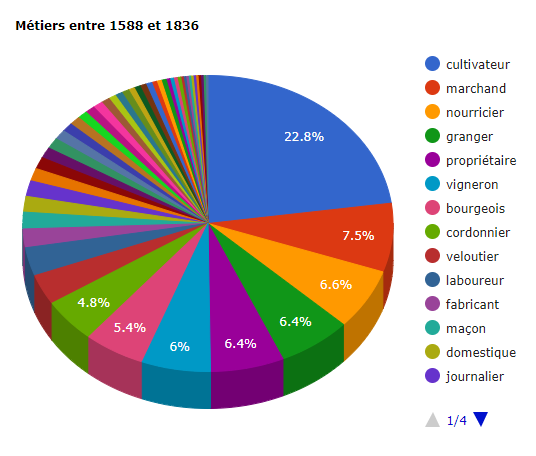 Métiers entre 1588 et 1836
22.8%
7.5%
6.6%
6.4%
6.4%
6%
5.4%
4.8%
cultivateur
marchand
nourricier
granger
propriétaire
vigneron
bourgeois
cordonnier
veloutier
laboureur
fabricant
maçon
domestique
journalier
1/4